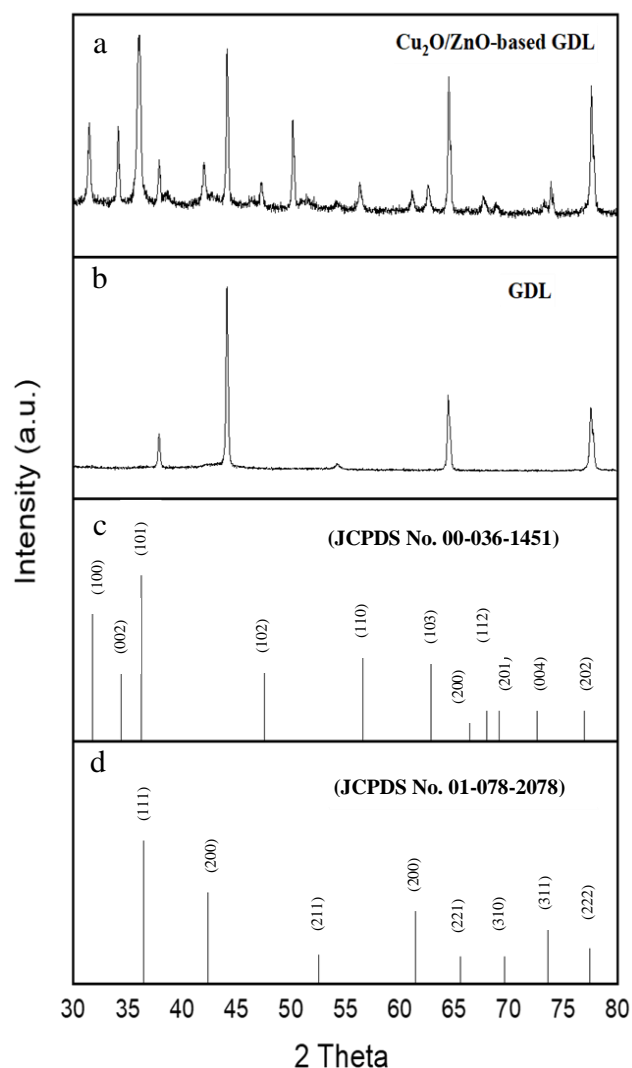 a
Cu₂O/ZnO-based GDL
b
GDL
Intensity (a.u.)
c
(JCPDS No. 00-036-1451)
(100)
(002)
(101)
(102)
(110)
(103)
(200)
(112)
(201,
(004)
(202)
d
(JCPDS No. 01-078-2078)
(111)
(200)
(211)
(200)
(221)
(310)
(311)
(222)
30 35 40 45 50 55 60 65 70 75 80
2 Theta